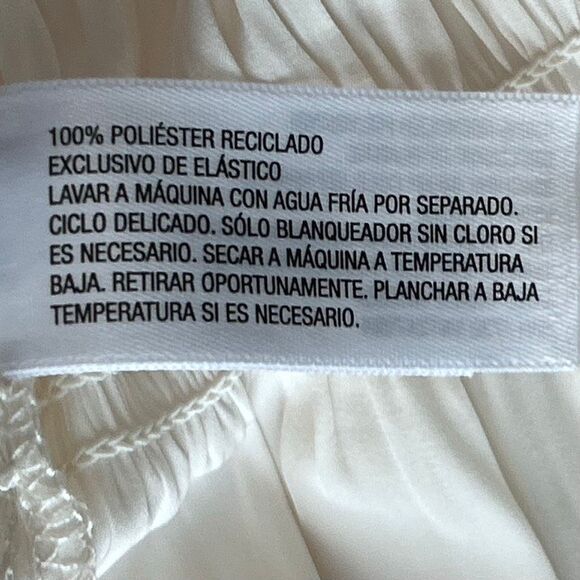 100% POLIÉSTER RECICLADO
EXCLUSIVO DE ELÁSTICO
LAVAR A MÁQUINA CON AGUA FRÍA POR SEPARADO.
CICLO DELICADO. SÓLO BLANQUEADOR SIN CLORO SI
ES NECESARIO. SECAR A MÁQUINA A TEMPERATURA
BAJA. RETIRAR OPORTUNAMENTE. PLANCHAR A BAJA
TEMPERATURA SI ES NECESARIO.